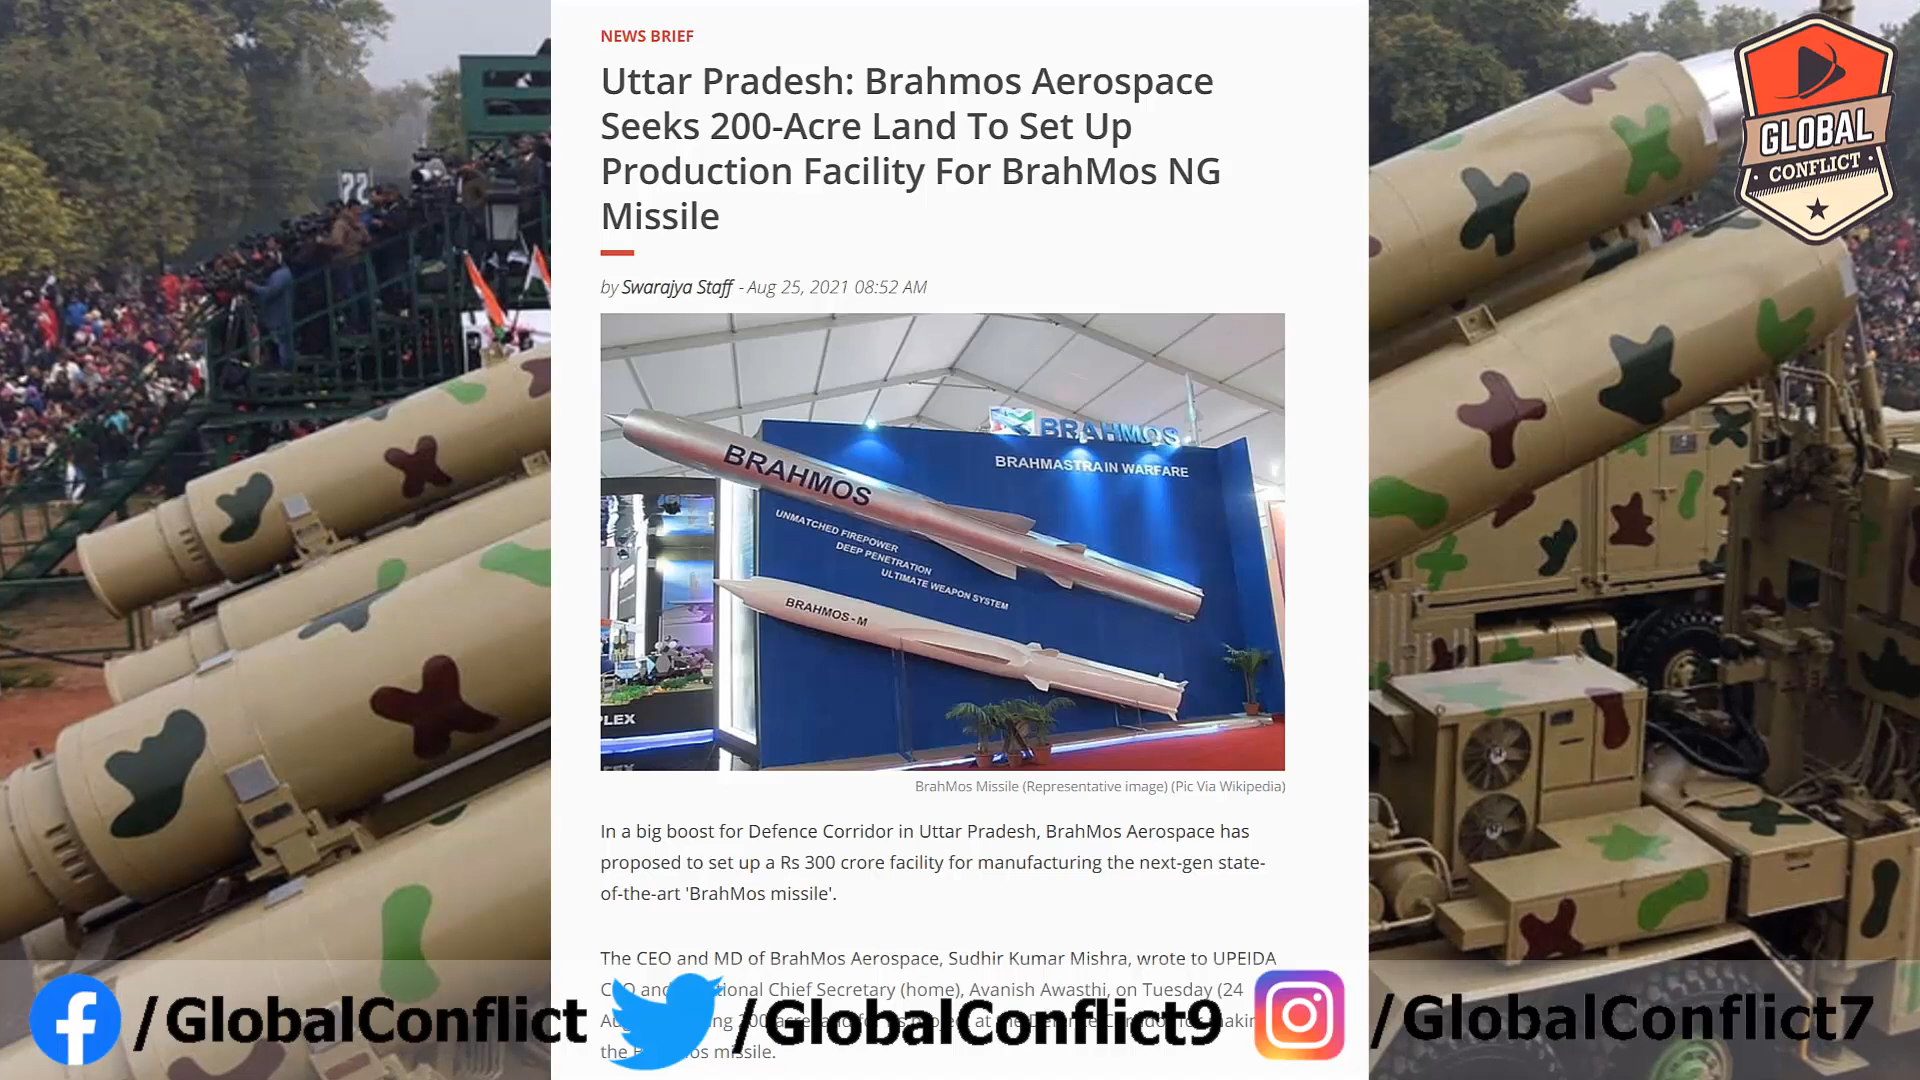 NEWS BRIEF
Uttar Pradesh: Brahmos Aerospace
Seeks 200-Acre Land To Set Up
Production Facility For BrahMos NG
Missile
by Swarajya Staff - Aug 25, 2021 08:52 AM
GLOBAL
CONFLICT
22
BRAHMOS
BRAHMASTRA IN WARFARE
BRAHMOS
UNMATCHED FIREPOWER
DEEP PENETRATION
ULTIMATE WEAPON SYSTEM
BRAHMOS-M
PLEX
BrahMos Missile (Representative image) (Pic Via Wikipedia)
In a big boost for Defence Corridor in Uttar Pradesh, BrahMos Aerospace has
proposed to set up a Rs 300 crore facility for manufacturing the next-gen state-
of-the-art 'BrahMos missile'.
The CEO and MD of BrahMos Aerospace, Sudhir Kumar Mishra, wrote to UPEIDA
Chief Secretary (home), Avanish Awasthi, on Tuesday (24
the missile.
/GlobalConflict
/GlobalConflict9
/GlobalConflict7